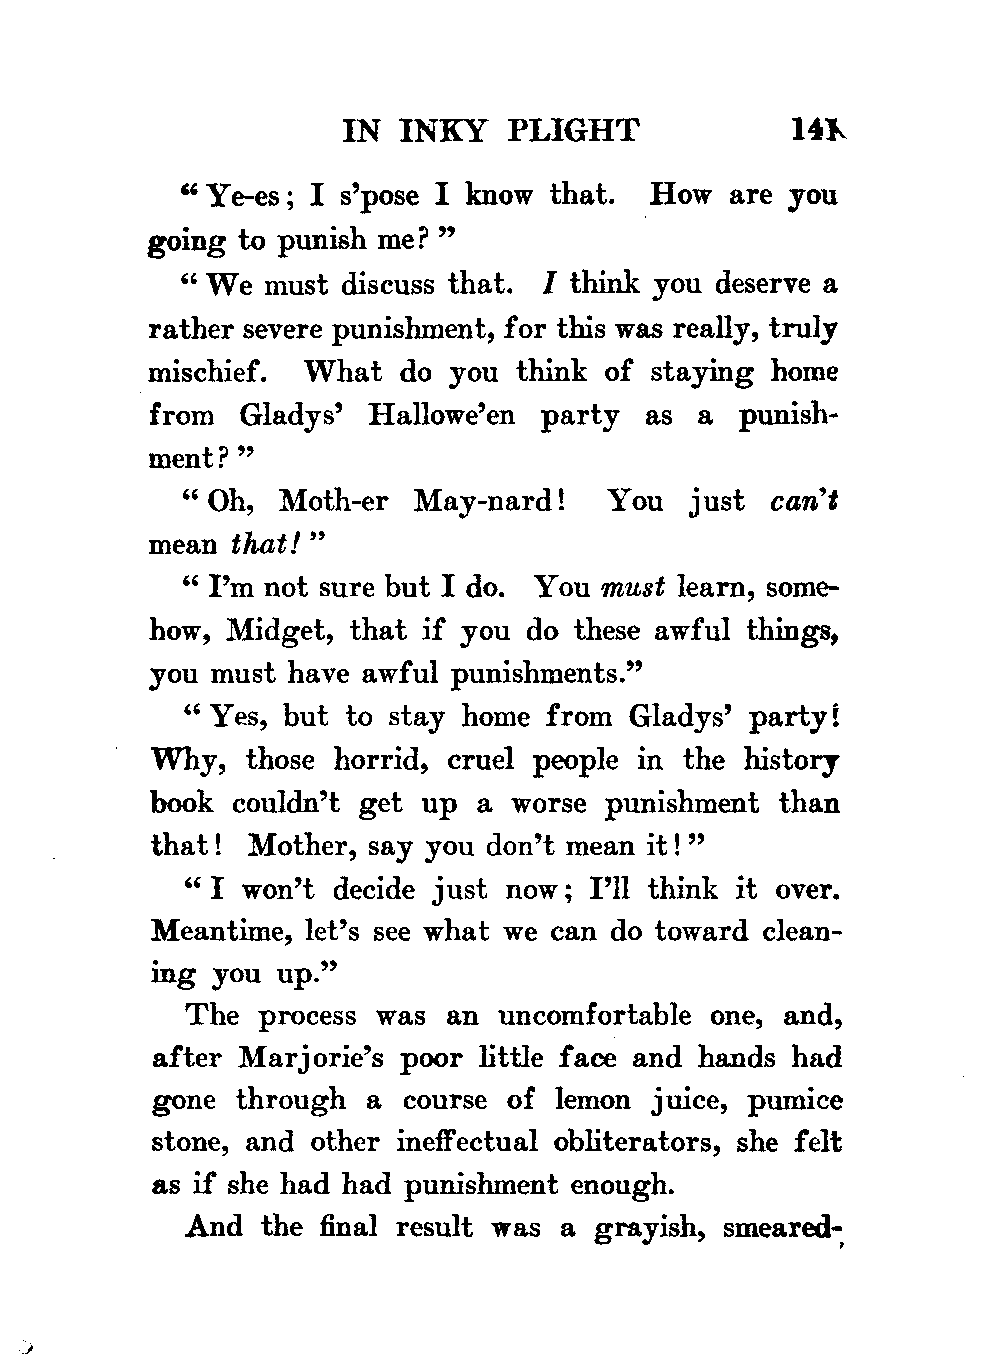 IN INKY PLIGHT 141
“ Ye-es; I s’pose I know that. How are you
going to punish me? ”
“ We must discuss that. I think you deserve a
rather severe punishment, for this was really, truly
mischief. What do you think of staying home
from Gladys’ Hallowe’en party as a punish-
ment? ”
“ Oh, Moth-er May-nard! You just can’t
mean that! ”
“ I’m not sure but I do. You must learn, some-
how, Midget, that if you do these awful things,
you must have awful punishments.”
“ Yes, but to stay home from Gladys’ party!
Why, those horrid, cruel people in the history
book couldn’t get up a worse punishment than
that! Mother, say you don’t mean it! ”
“ I won’t decide just now; I’ll think it over.
Meantime, let’s see what we can do toward clean-
ing you up.”
The process was an uncomfortable one, and,
after Marjorie’s poor little face and hands had
gone through a course of lemon juice, pumice
stone, and other ineffectual obliterators, she felt
as if she had had punishment enough.
And the final result was a grayish, smeared-